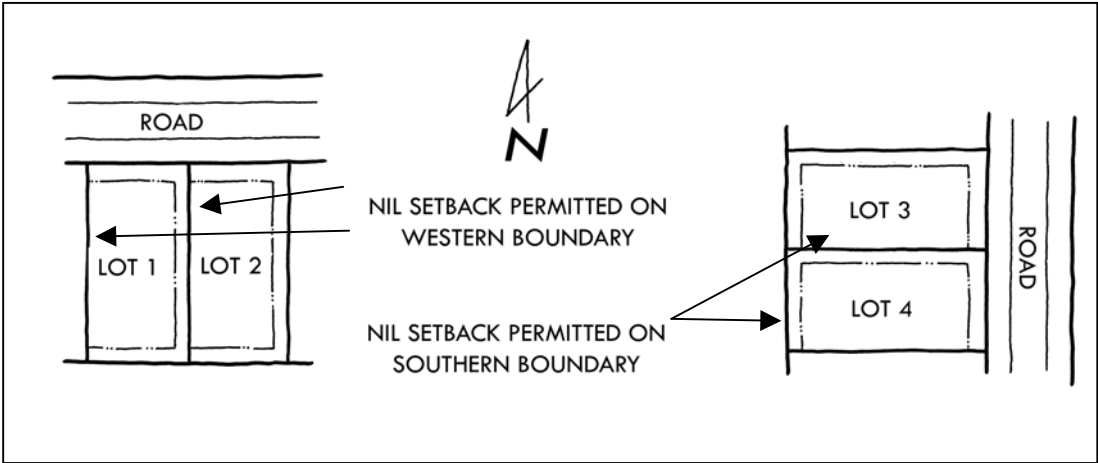 ROAD
N
NIL SETBACK PERMITTED ON
WESTERN BOUNDARY
LOT 1
LOT 2
NIL SETBACK PERMITTED ON
SOUTHERN BOUNDARY
LOT 3
ROAD
LOT 4